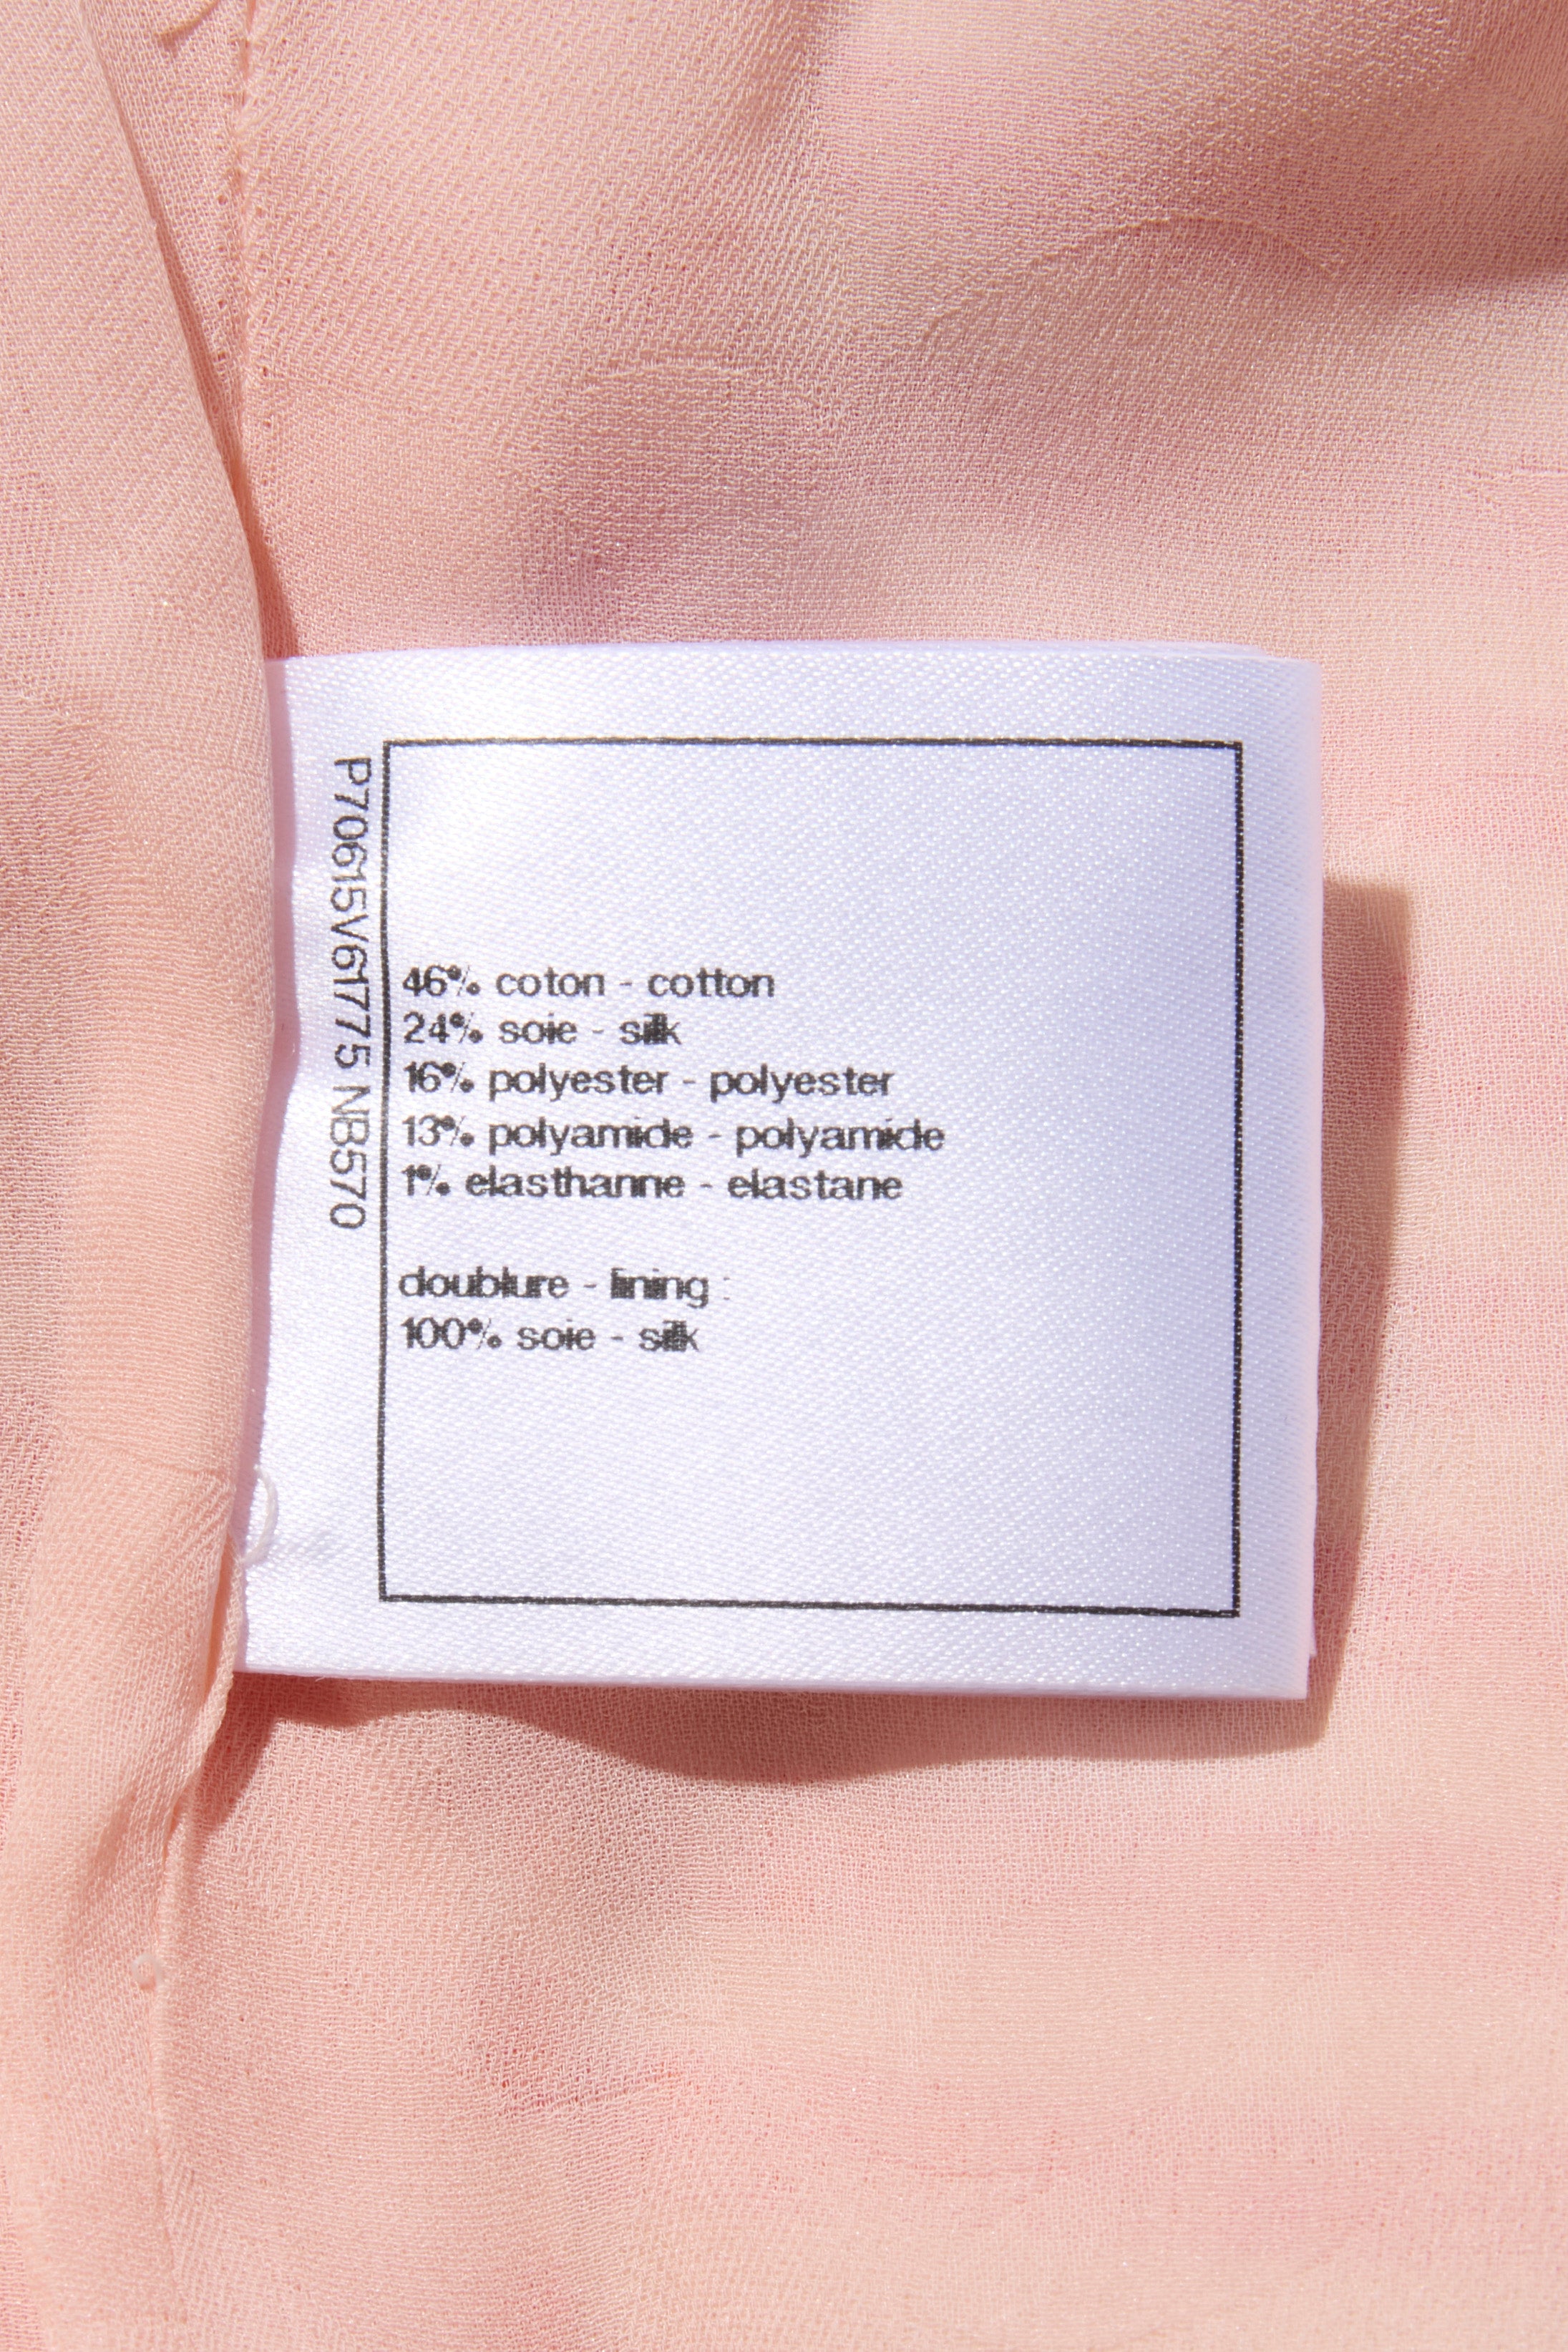 P70615V61775 NB570
46% coton - cotton
24% soie - silk
16% polyester - polyester
13% polyamide - polyamide
1% elasthanne - elastane
doublure - lining :
100% soie - silk